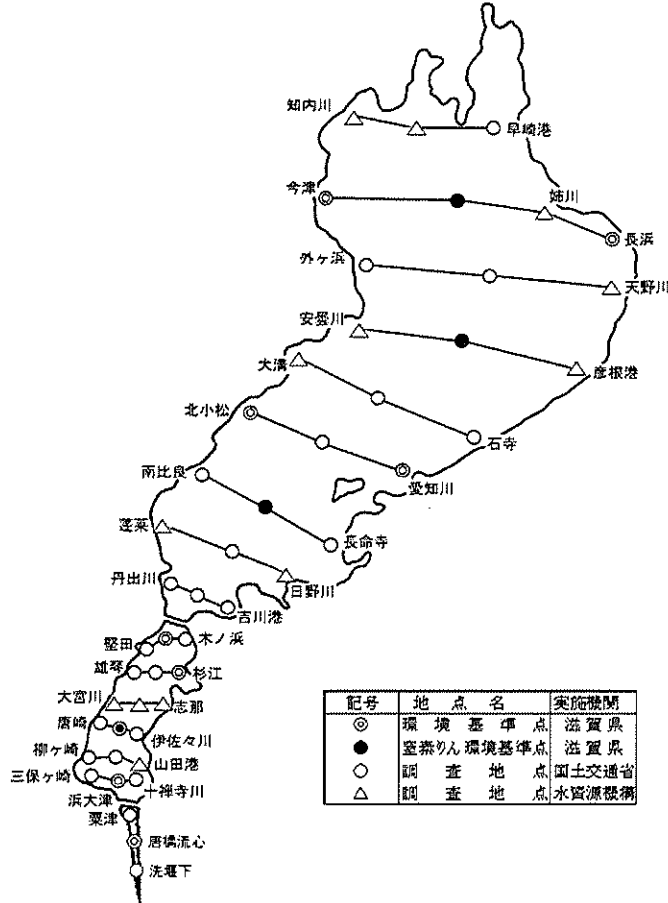 知内川
早崎港
今津
姉川
長浜
外ヶ浜
天野川
安曇川
大溝
彦根港
北小松
石寺
愛知川
南比良
蓬莱
長命寺
日野川
丹出川
吉川港
堅田
木ノ浜
雄琴
杉江
大宮川
志那
唐崎
伊佐々川
柳ヶ崎
山田港
三保ヶ崎
十禅寺川
浜大津
粟津
唐橋流心
洗堰下
記号 地点名 実施機関
◎ 環境基準点 滋賀県
● 窒素りん環境基準点 滋賀県
○ 調査地点 国土交通省
△ 調査地点 水資源機構